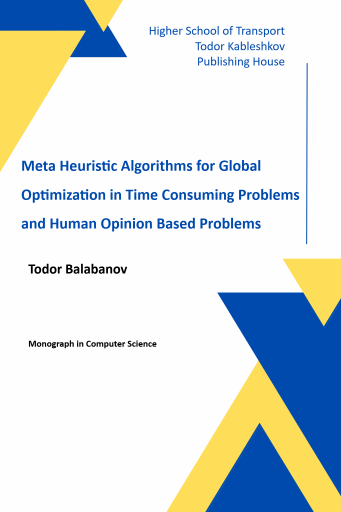 Higher School of Transport
Todor Kableshkov
Publishing House
Meta Heuristic Algorithms for Global
Optimization in Time Consuming Problems
and Human Opinion Based Problems
Todor Balabanov
Monograph in Computer Science